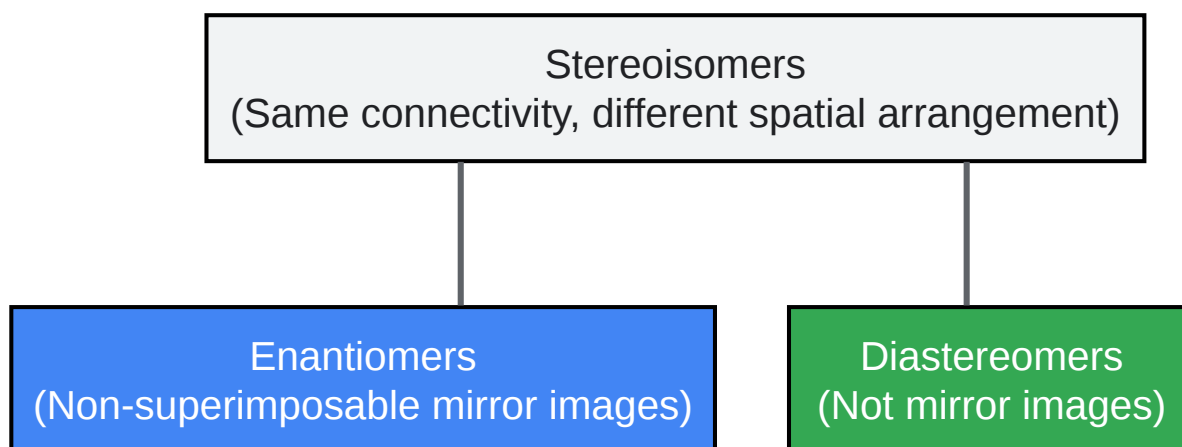 Stereoisomers
(Same connectivity, different spatial arrangement)
Enantiomers
(Non-superimposable mirror images)
Diastereomers
(Not mirror images)